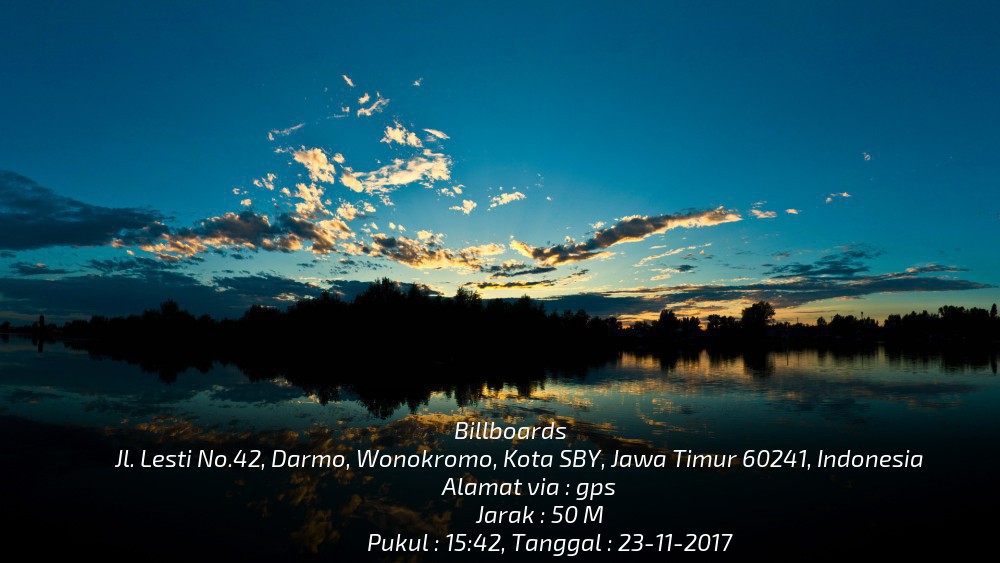 Billboards
Jl. Lesti No.42, Darmo, Wonokromo, Kota SBY, Jawa Timur 60241, Indonesia
Alamat via : gps
Jarak : 50 M
Pukul : 15:42, Tanggal : 23-11-2017